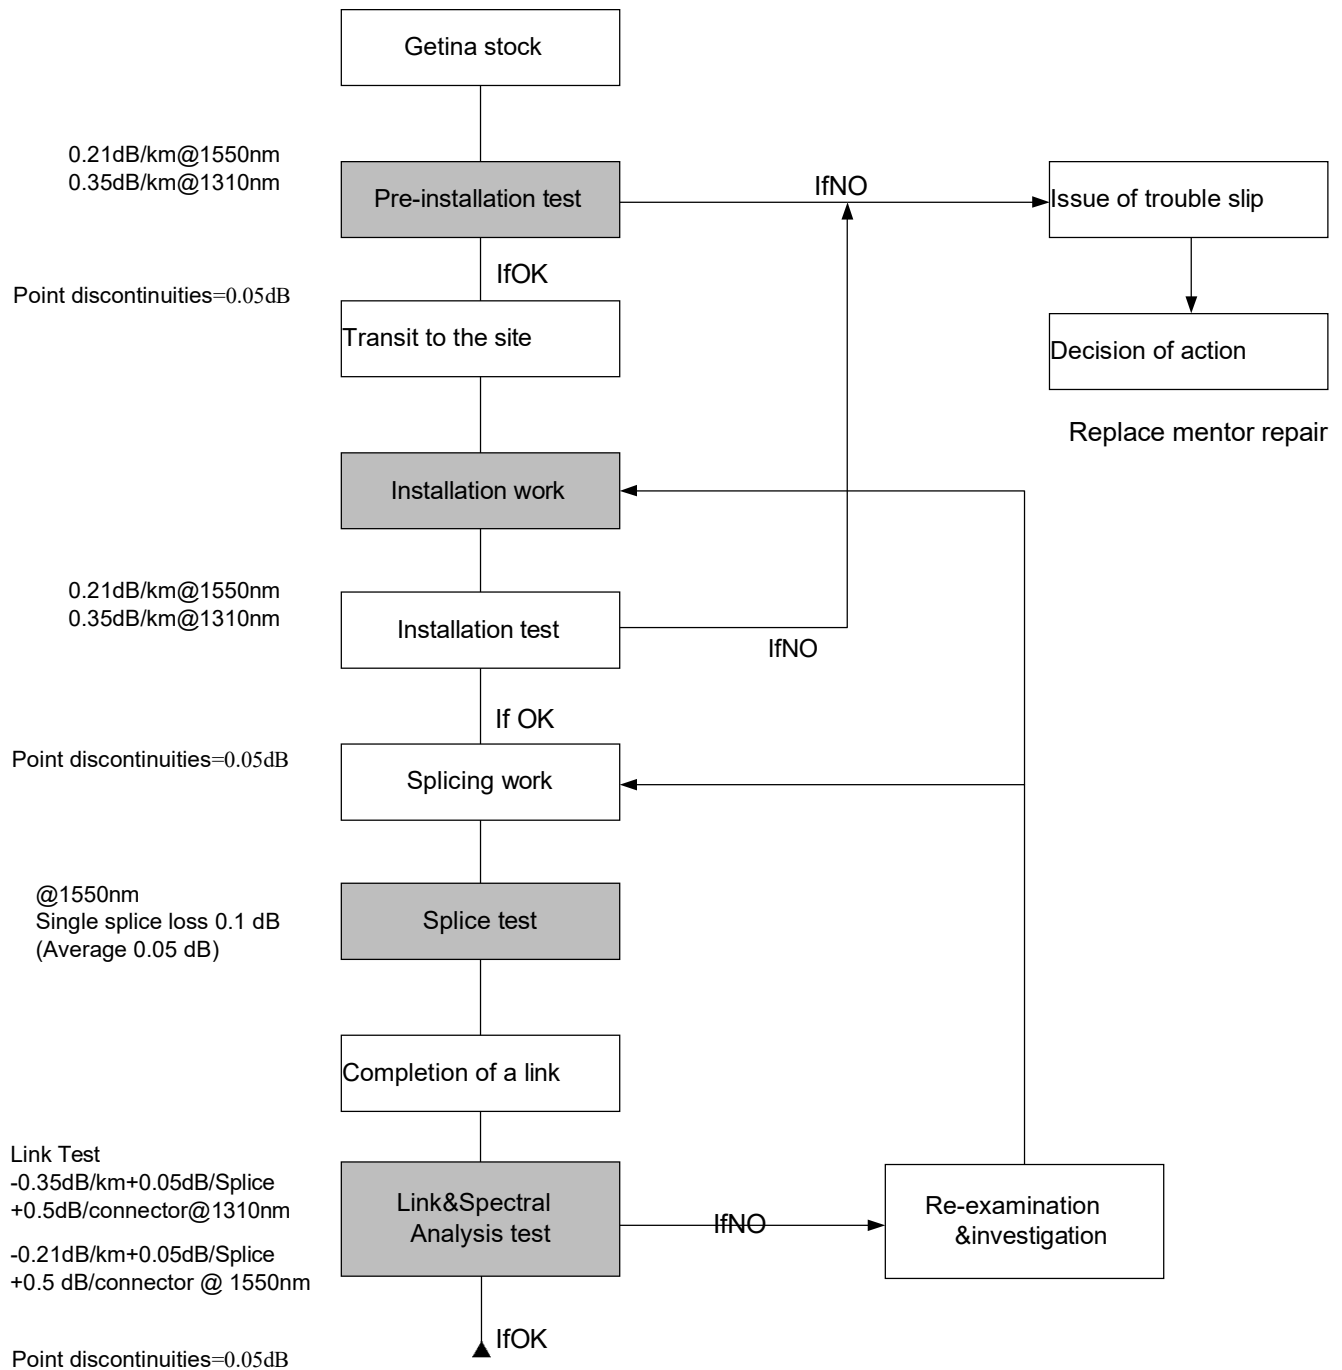 Getina stock
0.21dB/km@1550nm
0.35dB/km@1310nm
Pre-installation test
IfNO
Issue of trouble slip
IfOK
Point discontinuities=0.05dB
Transit to the site
Decision of action
Replace mentor repair
Installation work
0.21dB/km@1550nm
0.35dB/km@1310nm
Installation test
IfNO
If OK
Point discontinuities=0.05dB
Splicing work
@1550nm
Single splice loss 0.1 dB
(Average 0.05 dB)
Splice test
Completion of a link
Link Test
-0.35dB/km+0.05dB/Splice
+0.5dB/connector@1310nm
-0.21dB/km+0.05dB/Splice
+0.5 dB/connector @ 1550nm
Link&Spectral
Analysis test
IfNO
Re-examination
&investigation
IfOK
Point discontinuities=0.05dB